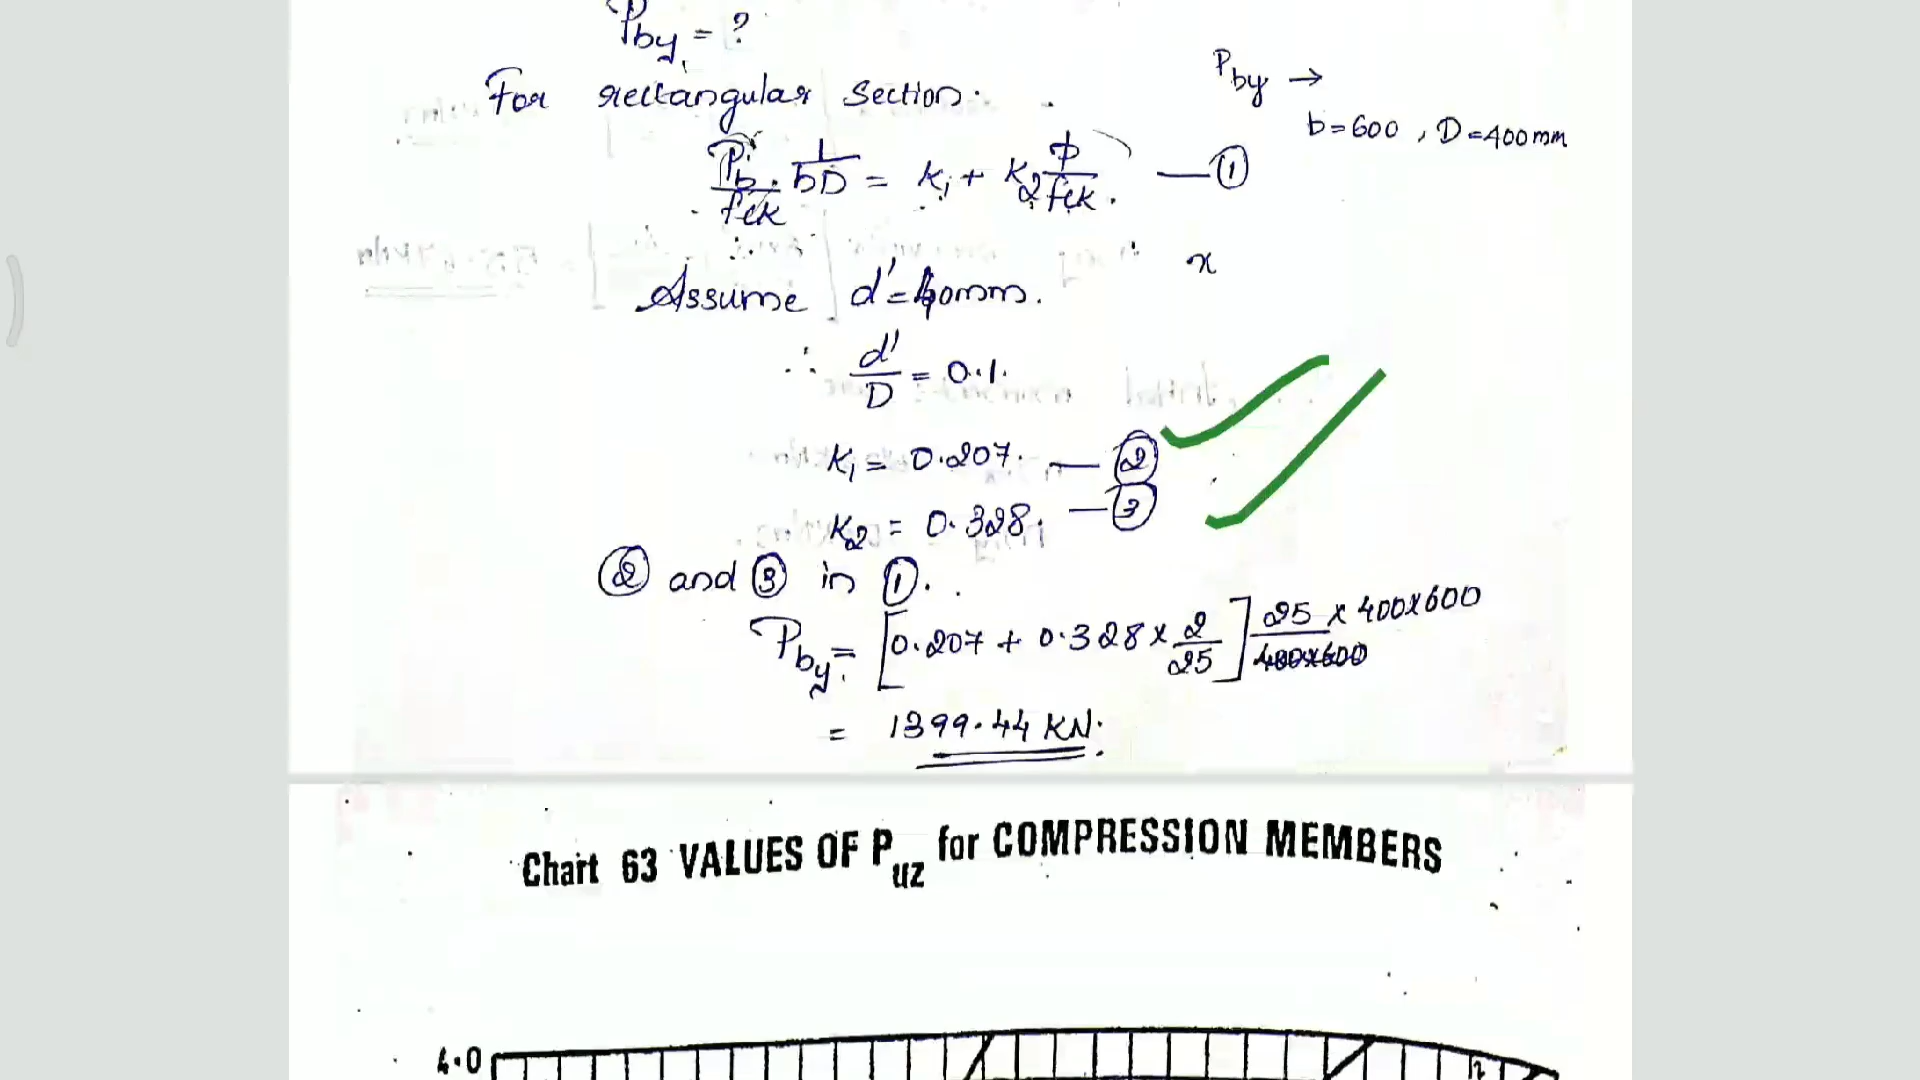 Pby = ?
For rectangular section.
Pby →
b=600, D=400mm
Pb/fck . 1/bD = k1 + k2 p/fck. — ①
x
Assume d'=40mm.
∴ d'/D = 0.1.
k1 = 0.207. — ②
k2 = 0.328. — ③
② and ③ in ①.
Pby = [0.207 + 0.328 x 2/25] 25 x 400x600
400x600
= 1399.44 KN.
Chart 63 VALUES OF Puz for COMPRESSION MEMBERS
4.0